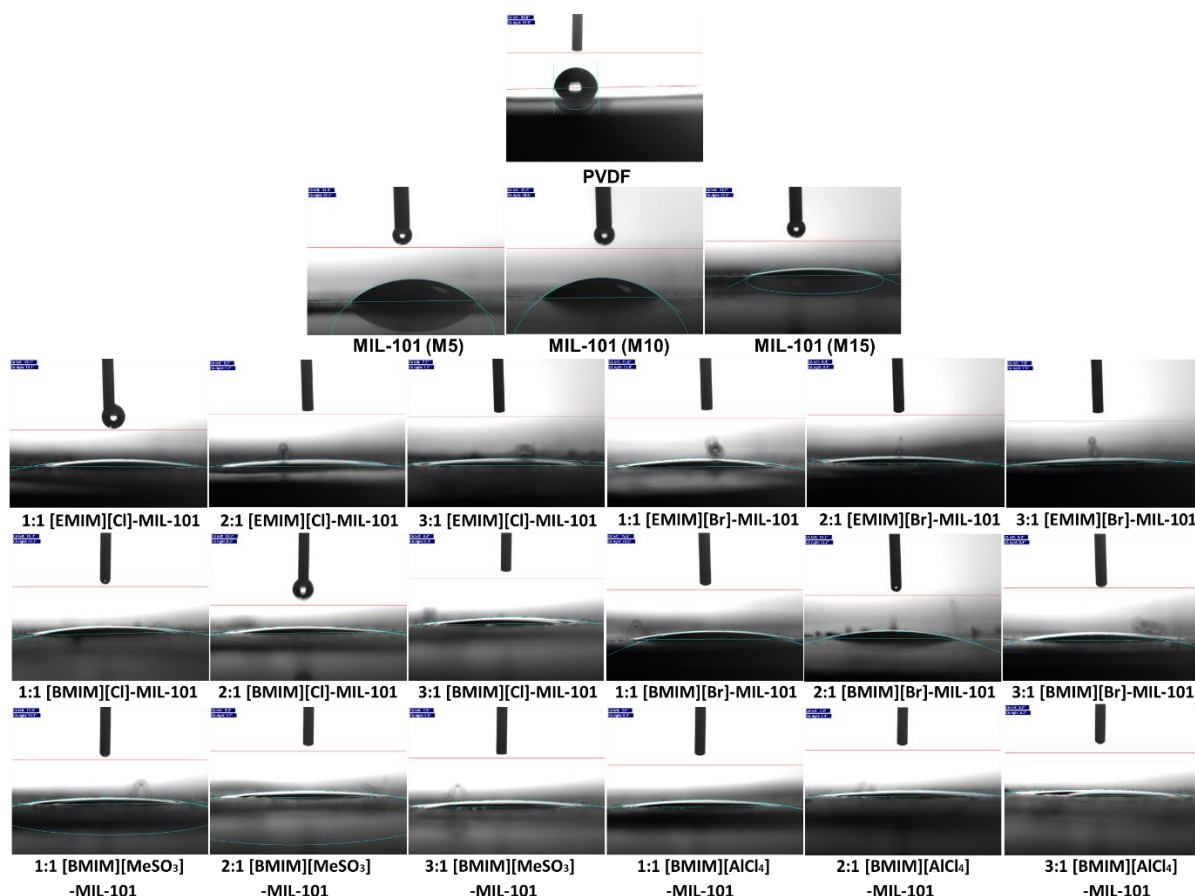 PVDF
MIL-101 (M5) MIL-101 (M10) MIL-101 (M15)
1:1 [EMIM][Cl]-MIL-101 2:1 [EMIM][Cl]-MIL-101 3:1 [EMIM][Cl]-MIL-101 1:1 [EMIM][Br]-MIL-101 2:1 [EMIM][Br]-MIL-101 3:1 [EMIM][Br]-MIL-101
1:1 [BMIM][Cl]-MIL-101 2:1 [BMIM][Cl]-MIL-101 3:1 [BMIM][Cl]-MIL-101 1:1 [BMIM][Br]-MIL-101 2:1 [BMIM][Br]-MIL-101 3:1 [BMIM][Br]-MIL-101
1:1 [BMIM][MeSO₃] 2:1 [BMIM][MeSO₃] 3:1 [BMIM][MeSO₃] 1:1 [BMIM][AlCl₄] 2:1 [BMIM][AlCl₄] 3:1 [BMIM][AlCl₄]
-MIL-101 -MIL-101 -MIL-101 -MIL-101 -MIL-101 -MIL-101